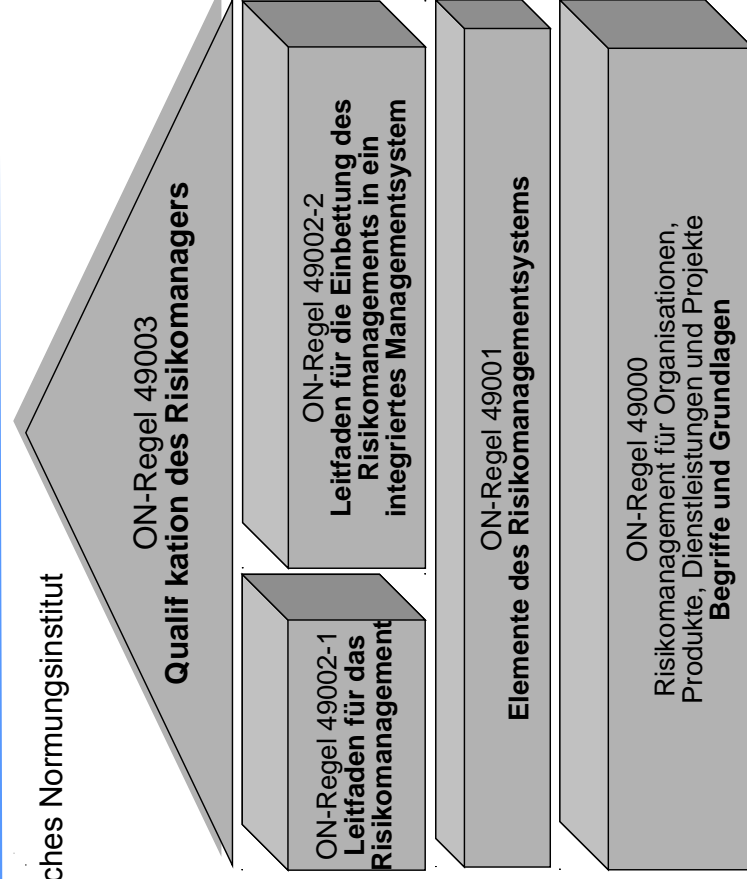 ches Normungsinstitut
ON-Regel 49003
Qualif kation des Risikomanagers
ON-Regel 49002-1
Leitfaden für das
Risikomanagement
ON-Regel 49002-2
Leitfaden für die Einbettung des
Risikomanagements in ein
integriertes Managementsystem
ON-Regel 49001
Elemente des Risikomanagementsystems
ON-Regel 49000
Risikomanagement für Organisationen,
Produkte, Dienstleistungen und Projekte
Begriffe und Grundlagen